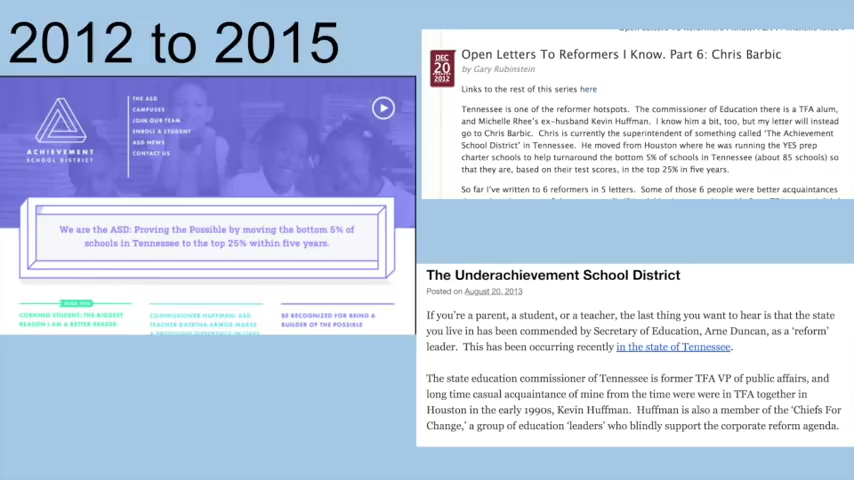 2012 to 2015
THE ASD
CAMPUSES
JOIN OUR TEAM
ENROLL A STUDENT
ASD NEWS
CONTACT US
ACHIEVEMENT
SCHOOL DISTRICT
We are the ASD: Proving the Possible by moving the bottom 5% of
schools in Tennessee to the top 25% within five years.
CORNING STUDENT: THE BIGGEST
REASON I AM A BETTER READER
COMMISSIONER HUFFMAN: ASD
TEACHER KATRINA ARMOR MAKES
BE RECOGNIZED FOR BEING A
BUILDER OF THE POSSIBLE
DEC
20
2012
Open Letters To Reformers I Know. Part 6: Chris Barbic
by Gary Rubinstein
Links to the rest of this series here
Tennessee is one of the reformer hotspots. The commissioner of Education there is a TFA alum,
and Michelle Rhee's ex-husband Kevin Huffman. I know him a bit, too, but my letter will instead
go to Chris Barbic. Chris is currently the superintendent of something called 'The Achievement
School District' in Tennessee. He moved from Houston where he was running the YES prep
charter schools to help turnaround the bottom 5% of schools in Tennessee (about 85 schools) so
that they are, based on their test scores, in the top 25% in five years.
So far I've written to 6 reformers in 5 letters. Some of those 6 people were better acquaintances
The Underachievement School District
Posted on August 20, 2013
If you're a parent, a student, or a teacher, the last thing you want to hear is that the state
you live in has been commended by Secretary of Education, Arne Duncan, as a 'reform'
leader. This has been occurring recently in the state of Tennessee.
The state education commissioner of Tennessee is former TFA VP of public affairs, and
long time casual acquaintance of mine from the time were were in TFA together in
Houston in the early 1990s, Kevin Huffman. Huffman is also a member of the 'Chiefs For
Change,' a group of education 'leaders' who blindly support the corporate reform agenda.